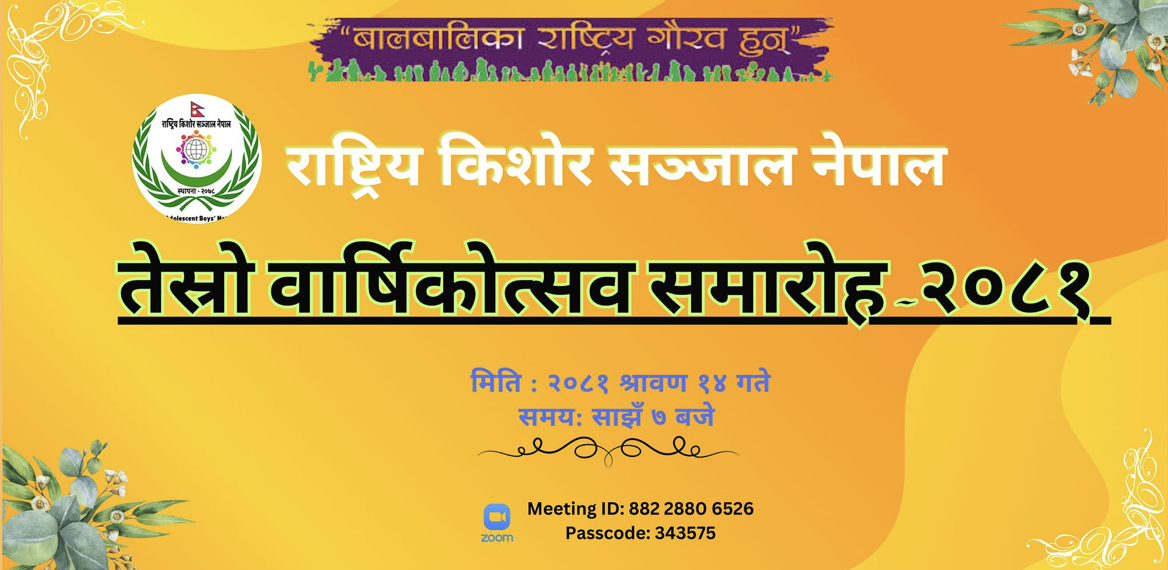 “बालबालिका राष्ट्रिय गौरव हुन्”
राष्ट्रिय किशोर सञ्जाल नेपाल
स्थापना - २०७८
Adolescent Boys'
राष्ट्रिय किशोर सञ्जाल नेपाल
तेस्रो वार्षिकोत्सव समारोह-२०८१
मिति : २०८१ श्रावण १४ गते
समय: साझँ ७ बजे
zoom
Meeting ID: 882 2880 6526
Passcode: 343575